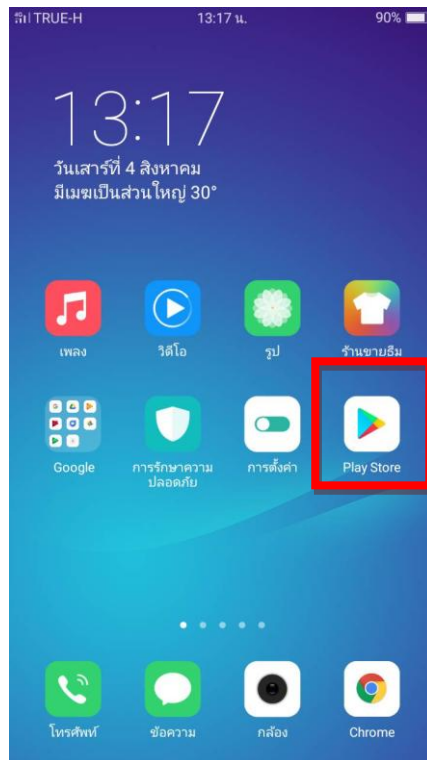 TRUE-H 13:17 น. 90%
13:17
วันเสาร์ที่ 4 สิงหาคม
มีเมฆเป็นส่วนใหญ่ 30°
เพลง วิดีโอ รูป ร้านขายธีม
Google การรักษาความ การตั้งค่า Play Store
ปลอดภัย
โทรศัพท์ ข้อความ กล้อง Chrome